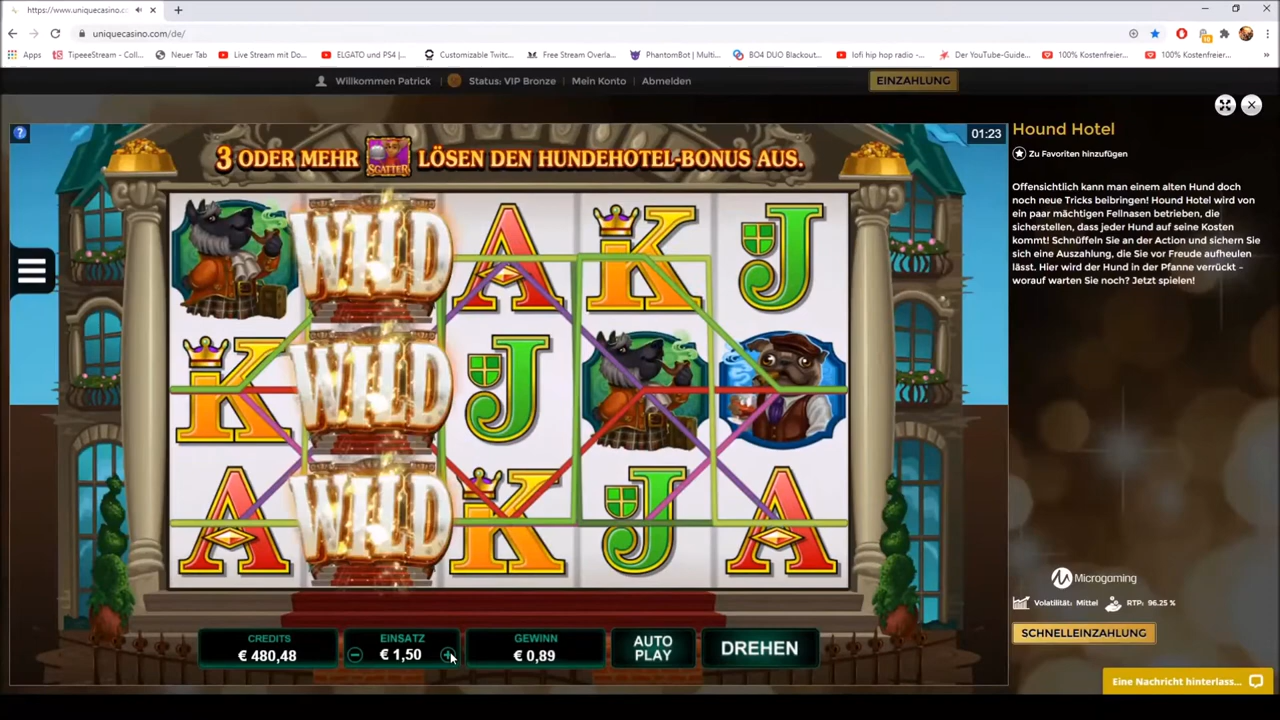 https://www.uniquecasino.c
uniquecasino.com/de/
Apps
TipeeeStream - Collect...
Neuer Tab
Live Stream mit Do...
ELGATO und PS4 |...
Customizable Twitc...
Free Stream Overla...
PhantomBot | Multi...
BO4 DUO Blackout...
lofi hip hop radio -...
Der YouTube-Guide...
100% Kostenfreier...
100% Kostenfreier...
»
Willkommen Patrick
Status: VIP Bronze
Mein Konto
Abmelden
EINZAHLUNG
?
01:23
3 ODER MEHR SCATTER LÖSEN DEN HUNDEHOTEL-BONUS AUS.
WILD A K J
K WILD J
A WILD K J A
CREDITS
€ 480,48
EINSATZ
€ 1,50
GEWINN
€ 0,89
AUTO
PLAY
DREHEN
Hound Hotel
Zu Favoriten hinzufügen
Offensichtlich kann man einem alten Hund doch
noch neue Tricks beibringen! Hound Hotel wird von
ein paar mächtigen Fellnasen betrieben, die
sicherstellen, dass jeder Hund auf seine Kosten
kommt! Schnüffeln Sie an der Action und sichern Sie
sich eine Auszahlung, die Sie vor Freude aufheulen
lässt. Hier wird der Hund in der Pfanne verrückt –
worauf warten Sie noch? Jetzt spielen!
Microgaming
Volatilität: Mittel
RTP: 96.25 %
SCHNELLEINZAHLUNG
Eine Nachricht hinterlass...